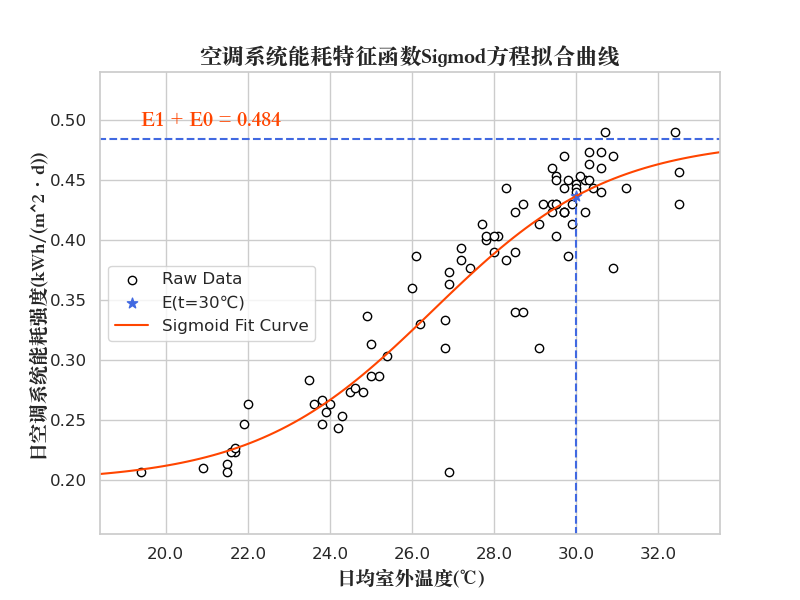 空调系统能耗特征函数Sigmod方程拟合曲线
E1 + E0 = 0.484
0.50
0.45
0.40
0.35
0.30
0.25
0.20
日空调系统能耗强度(kWh/(m^2·d))
Raw Data
E(t=30℃)
Sigmoid Fit Curve
20.0 22.0 24.0 26.0 28.0 30.0 32.0
日均室外温度(℃)